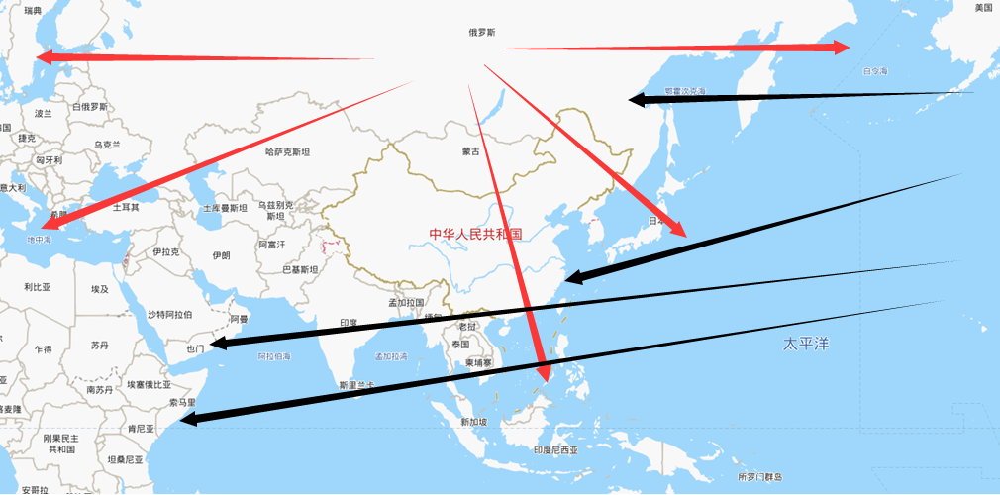 瑞典
美国
俄罗斯
白令海
鄂霍次克海
白俄罗斯
波兰
捷克
乌克兰
匈牙利
哈萨克斯坦
蒙古
意大利
希腊
土耳其
土库曼斯坦
乌兹别克
斯坦
日本
地中海
中华人民共和国
伊拉克
伊朗
阿富汗
巴基斯坦
利比亚
埃及
沙特阿拉伯
阿曼
印度
孟加拉国
缅甸
老挝
太平洋
乍得
苏丹
也门
阿拉伯海
孟加拉湾
泰国
柬埔寨
南苏丹
埃塞俄比亚
斯里兰卡
索马里
喀麦隆
肯尼亚
新加坡
刚果民主
共和国
坦桑尼亚
印度尼西亚
所罗门群岛
安哥拉